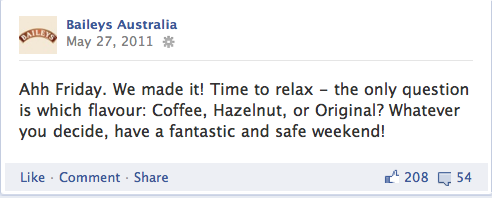 BAILEYS
Baileys Australia
May 27, 2011
Ahh Friday. We made it! Time to relax – the only question
is which flavour: Coffee, Hazelnut, or Original? Whatever
you decide, have a fantastic and safe weekend!
Like · Comment · Share 208 54